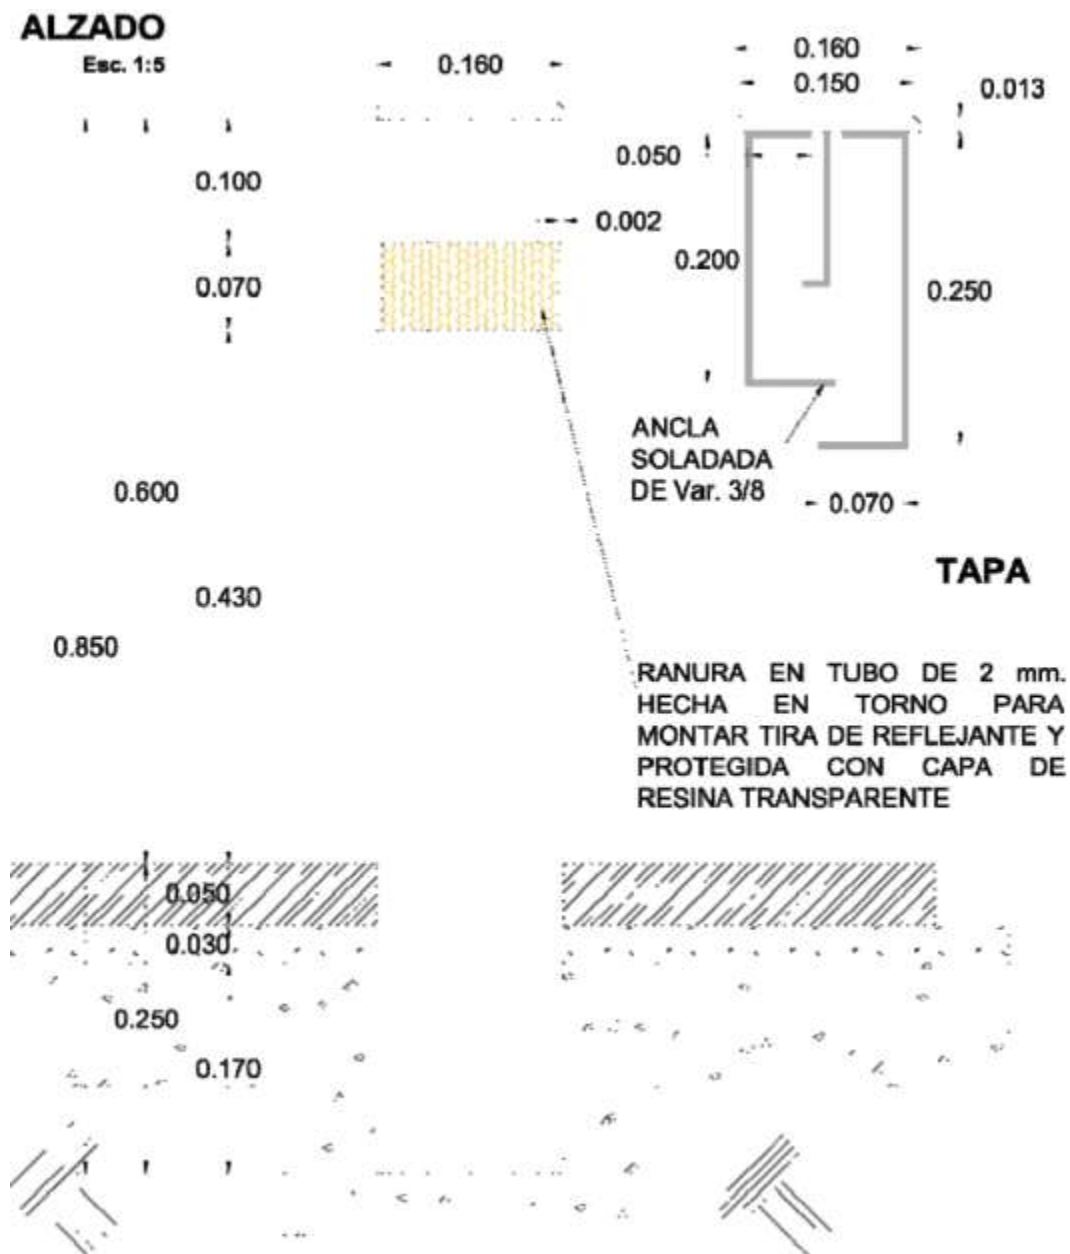 ALZADO
Esc. 1:5
0.160
0.160
0.150
0.013
0.050
0.100
0.002
0.200
0.070
0.250
ANCLA
SOLADADA
DE Var. 3/8
0.070
0.600
TAPA
0.430
0.850
RANURA EN TUBO DE 2 mm.
HECHA EN TORNO PARA
MONTAR TIRA DE REFLEJANTE Y
PROTEGIDA CON CAPA DE
RESINA TRANSPARENTE
0.050
0.030
0.250
0.170